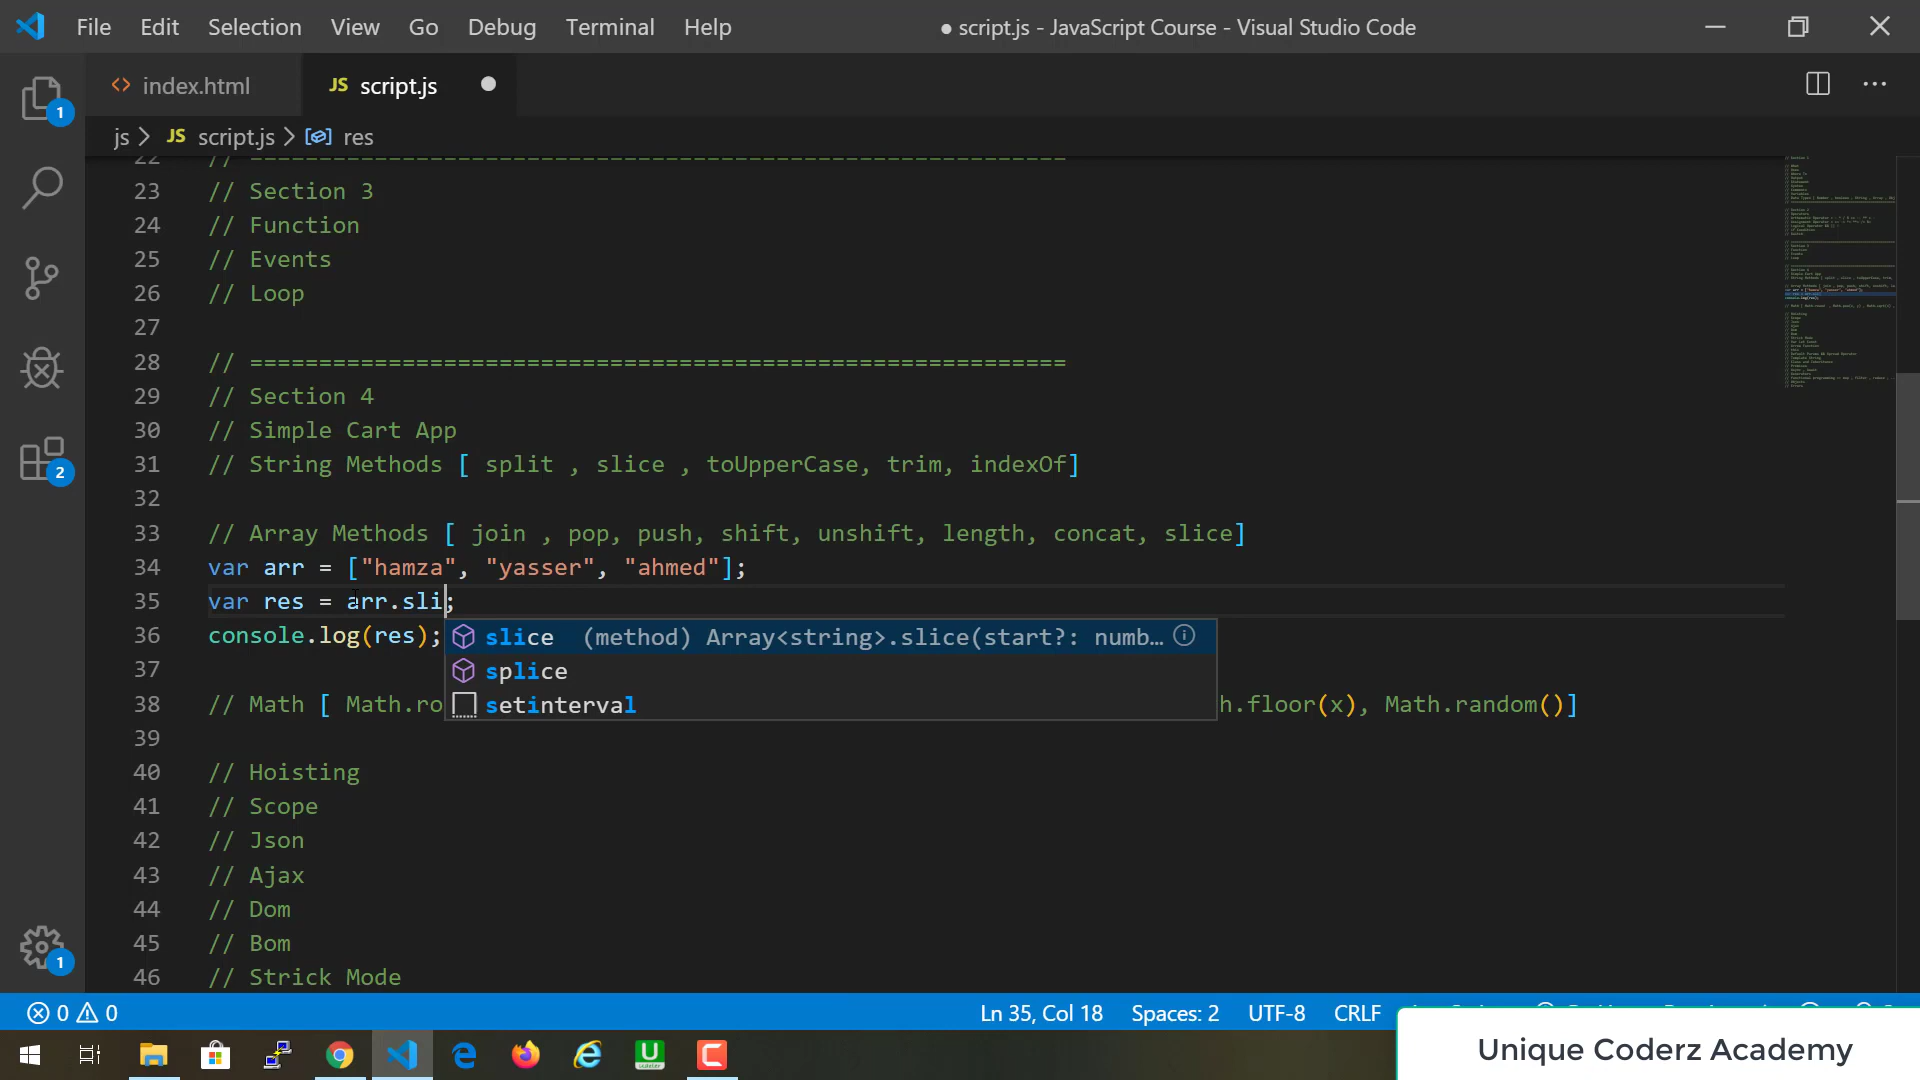 File Edit Selection View Go Debug Terminal Help ● script.js - JavaScript Course - Visual Studio Code
index.html JS script.js
1
js > JS script.js > res
22 // ===========================================================
23 // Section 3
24 // Function
25 // Events
26 // Loop
27
28 // ===========================================================
29 // Section 4
30 // Simple Cart App
31 // String Methods [ split , slice , toUpperCase, trim, indexOf]
2
32
33 // Array Methods [ join , pop, push, shift, unshift, length, concat, slice]
34 var arr = ["hamza", "yasser", "ahmed"];
35 var res = arr.sli;
36 console.log(res);
slice (method) Array<string>.slice(start?: numb…
37
splice
38 // Math [ Math.ro
setinterval
h.floor(x), Math.random()]
39
40 // Hoisting
41 // Scope
42 // Json
43 // Ajax
44 // Dom
45 // Bom
1
46 // Strick Mode
0 0 Ln 35, Col 18 Spaces: 2 UTF-8 CRLF
Unique Coderz Academy